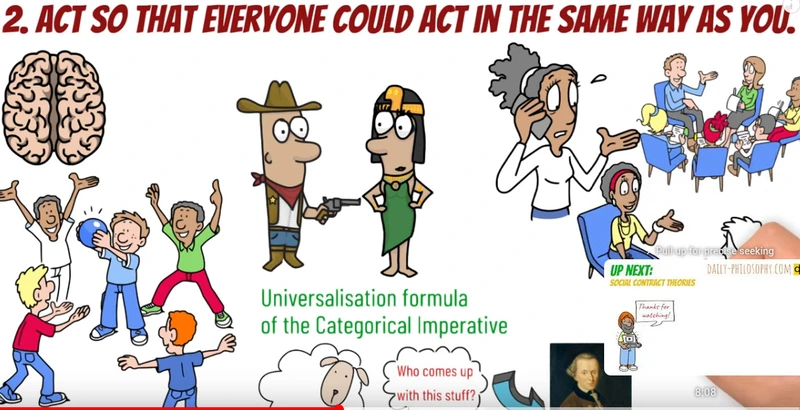 2. ACT SO THAT EVERYONE COULD ACT IN THE SAME WAY AS YOU.
Universalisation formula
of the Categorical Imperative
Who comes up
with this stuff?
Pull up for precise seeking
UP NEXT:
DAILY-PHILOSOPHY.COM
SOCIAL CONTRACT THEORIES
Thanks for
watching!
8:08